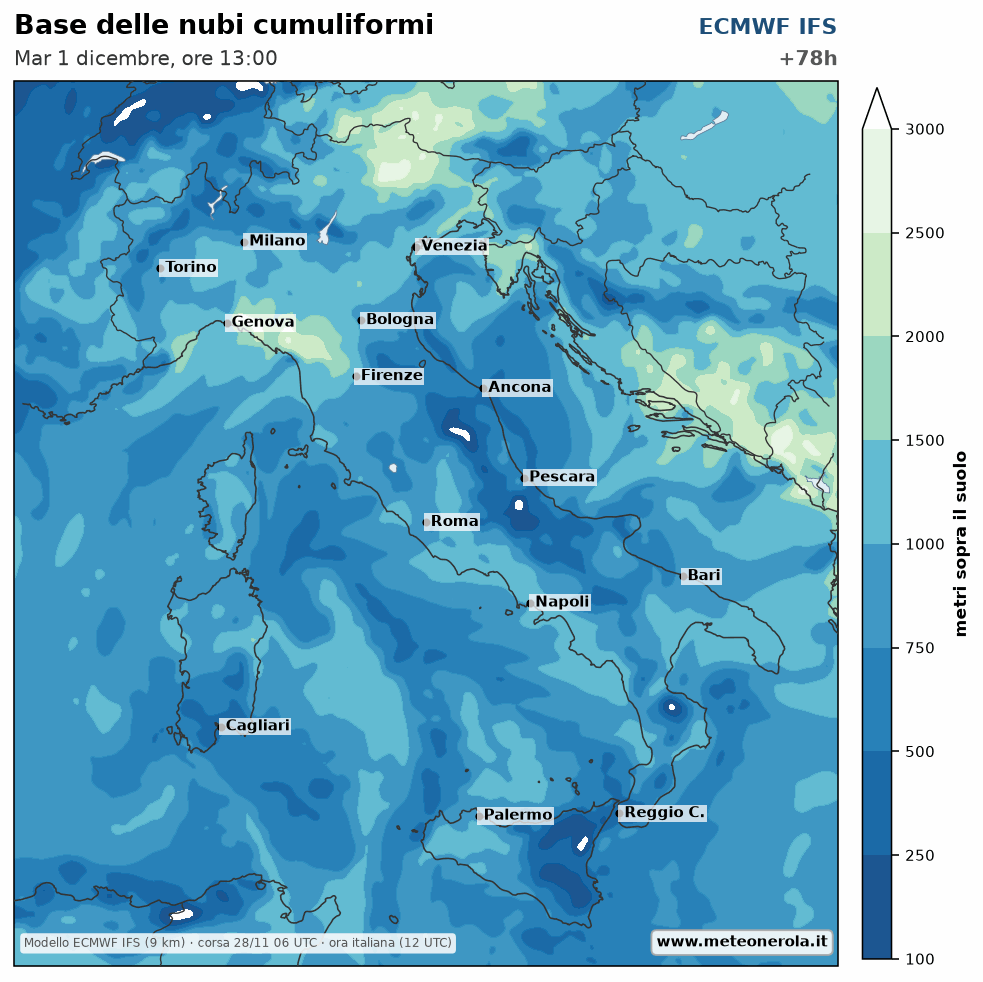 Base delle nubi cumuliformi
ECMWF IFS
Mar 1 dicembre, ore 13:00
+78h
Milano
Venezia
Torino
Genova
Bologna
Firenze
Ancona
Pescara
Roma
Bari
Napoli
Cagliari
Palermo
Reggio C.
3000
2500
2000
1500
1000
750
500
250
100
metri sopra il suolo
Modello ECMWF IFS (9 km) · corsa 28/11 06 UTC · ora italiana (12 UTC)
www.meteonerola.it